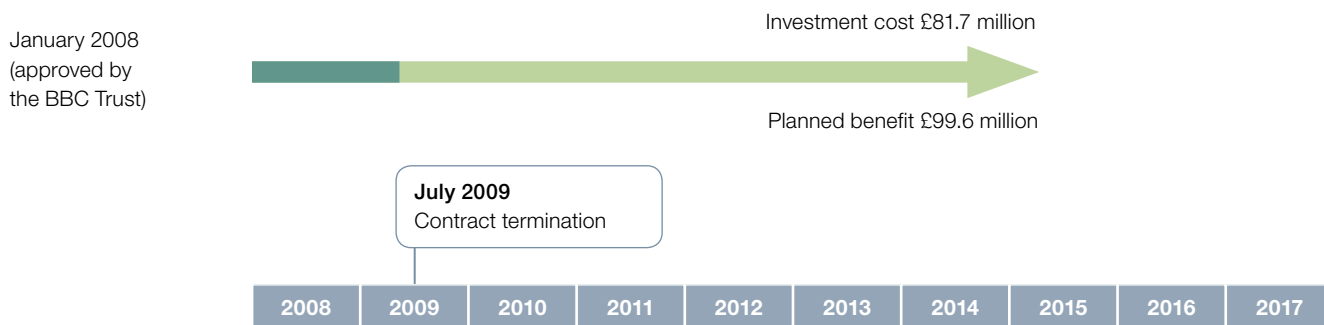 January 2008
(approved by
the BBC Trust)
Investment cost £81.7 million
Planned benefit £99.6 million
July 2009
Contract termination
2008 2009 2010 2011 2012 2013 2014 2015 2016 2017